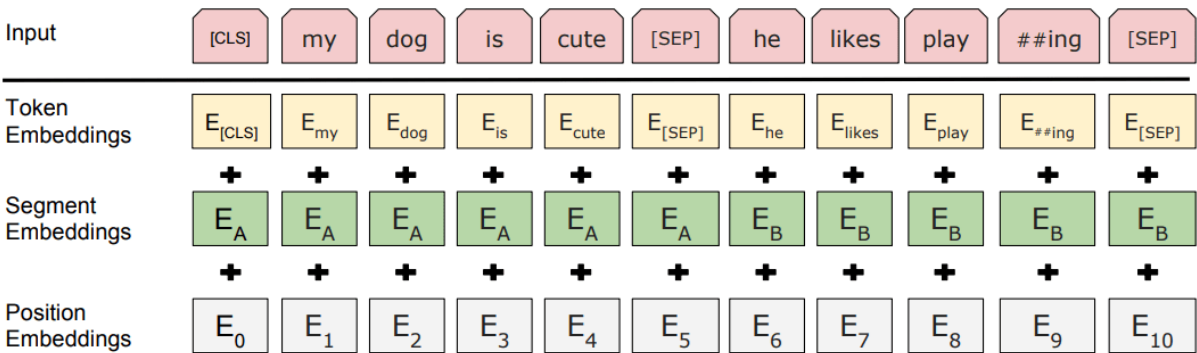 Input [CLS] my dog is cute [SEP] he likes play ##ing [SEP]
Token
Embeddings E[CLS] Emy Edog Eis Ecute E[SEP] Ehe Elikes Eplay E##ing E[SEP]
+ + + + + + + + + + +
Segment
Embeddings EA EA EA EA EA EA EB EB EB EB EB
+ + + + + + + + + + +
Position
Embeddings E0 E1 E2 E3 E4 E5 E6 E7 E8 E9 E10